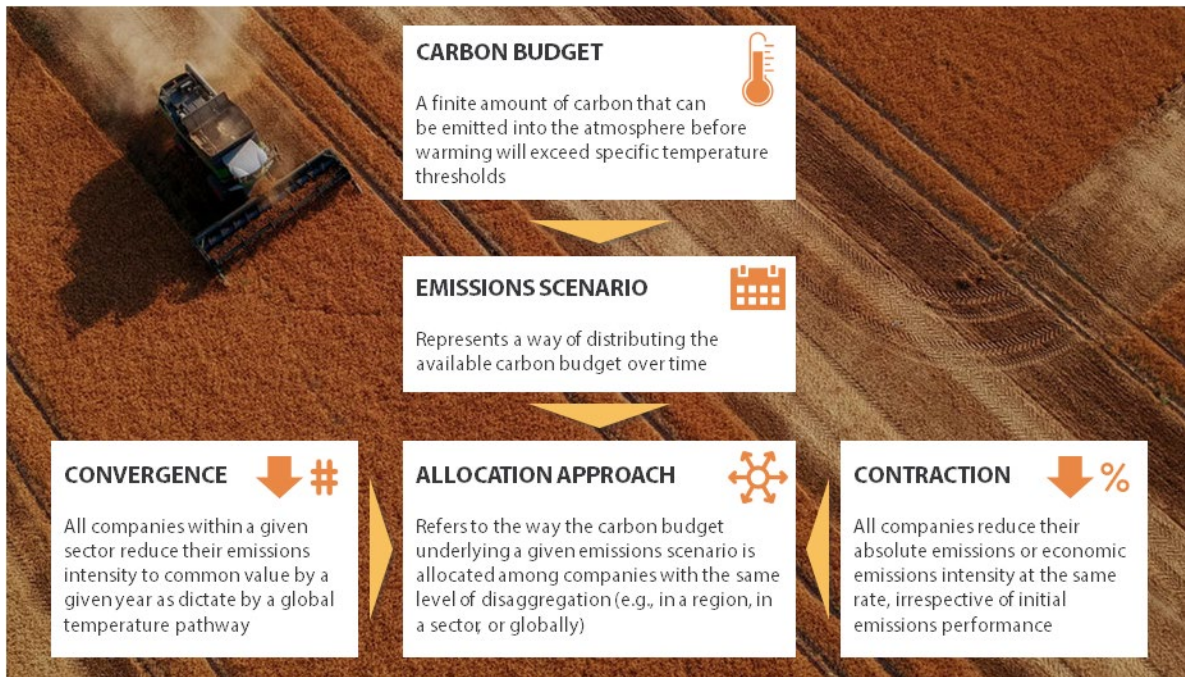 CARBON BUDGET
A finite amount of carbon that can
be emitted into the atmosphere before
warming will exceed specific temperature
thresholds
EMISSIONS SCENARIO
Represents a way of distributing the
available carbon budget over time
CONVERGENCE
#
All companies within a given
sector reduce their emissions
intensity to common value by a
given year as dictate by a global
temperature pathway
ALLOCATION APPROACH
Refers to the way the carbon budget
underlying a given emissions scenario is
allocated among companies with the same
level of disaggregation (e.g., in a region, in
a sector, or globally)
CONTRACTION
%
All companies reduce their
absolute emissions or economic
emissions intensity at the same
rate, irrespective of initial
emissions performance